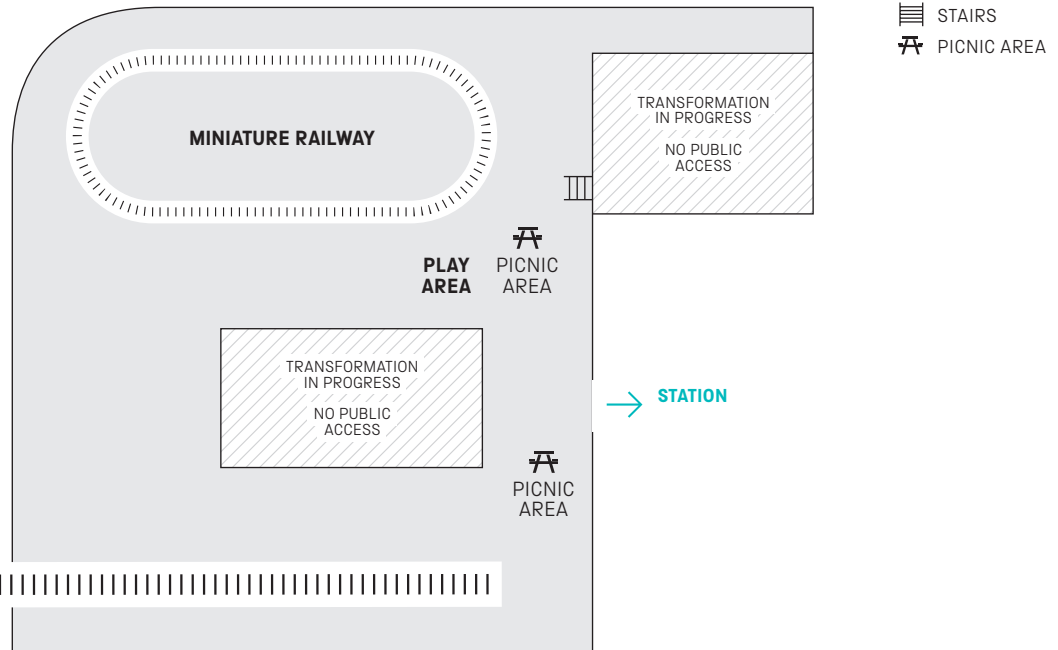 STAIRS
PICNIC AREA
TRANSFORMATION
IN PROGRESS
NO PUBLIC
ACCESS
MINIATURE RAILWAY
PLAY
AREA
PICNIC
AREA
TRANSFORMATION
IN PROGRESS
NO PUBLIC
ACCESS
STATION
PICNIC
AREA